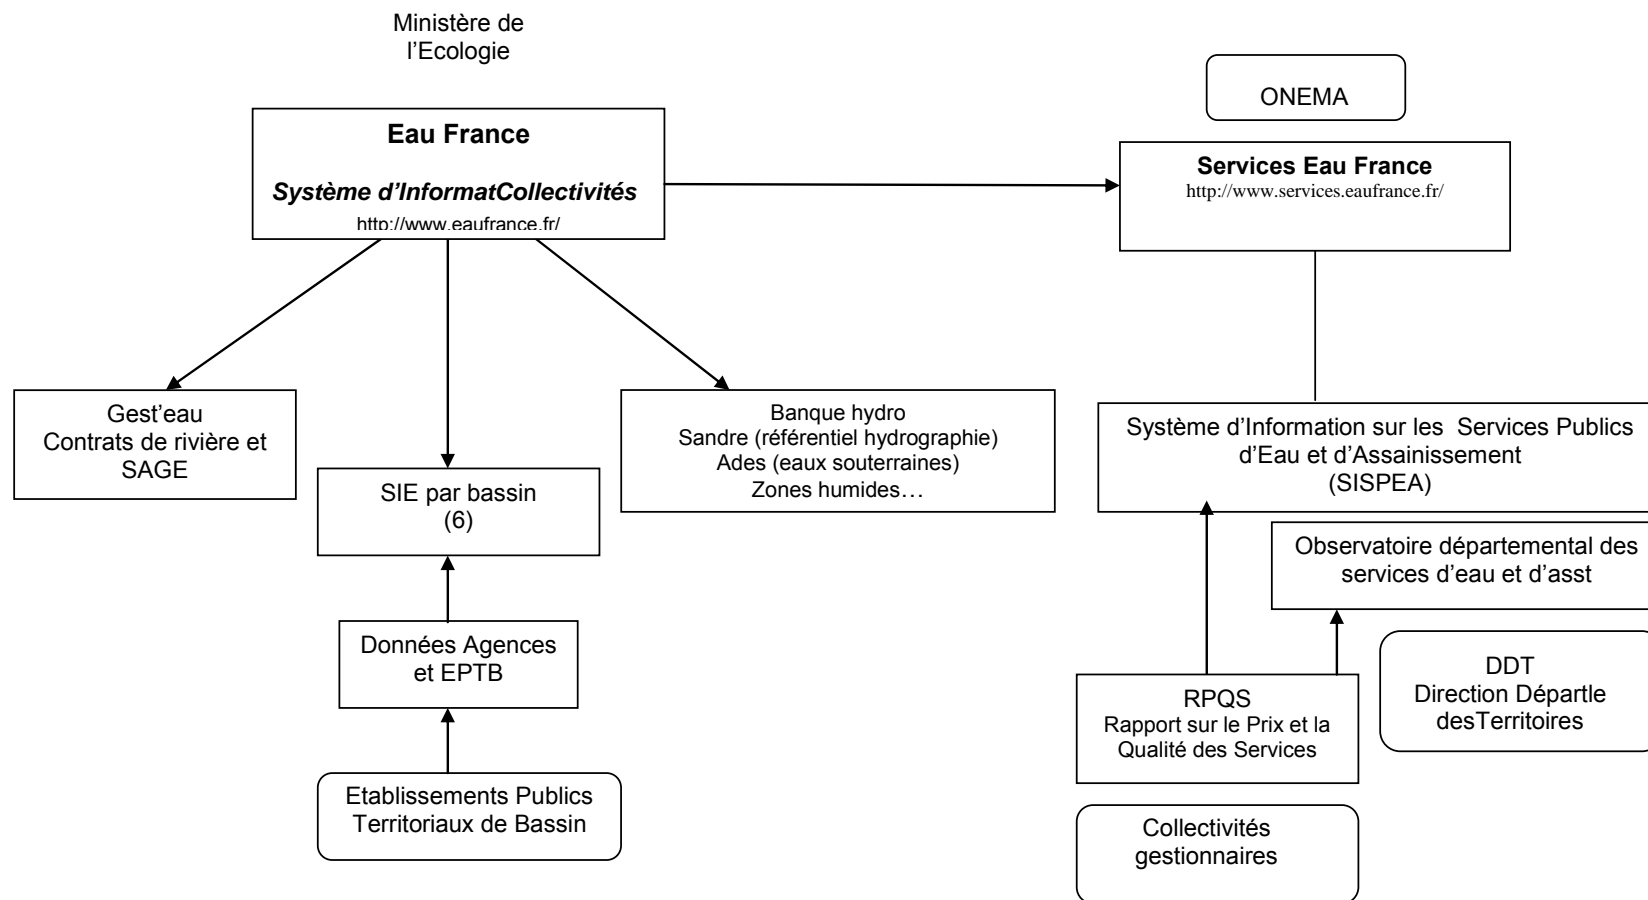 Ministère de
l’Ecologie
ONEMA
Eau France
Système d’InformatCollectivités
http://www.eaufrance.fr/
Services Eau France
http://www.services.eaufrance.fr/
Gest’eau
Contrats de rivière et
SAGE
Banque hydro
Sandre (référentiel hydrographie)
Ades (eaux souterraines)
Zones humides…
SIE par bassin
(6)
Système d’Information sur les Services Publics
d’Eau et d’Assainissement
(SISPEA)
Observatoire départemental des
services d’eau et d’asst
Données Agences
et EPTB
DDT
Direction Départle
desTerritoires
RPQS
Rapport sur le Prix et la
Qualité des Services
Etablissements Publics
Territoriaux de Bassin
Collectivités
gestionnaires